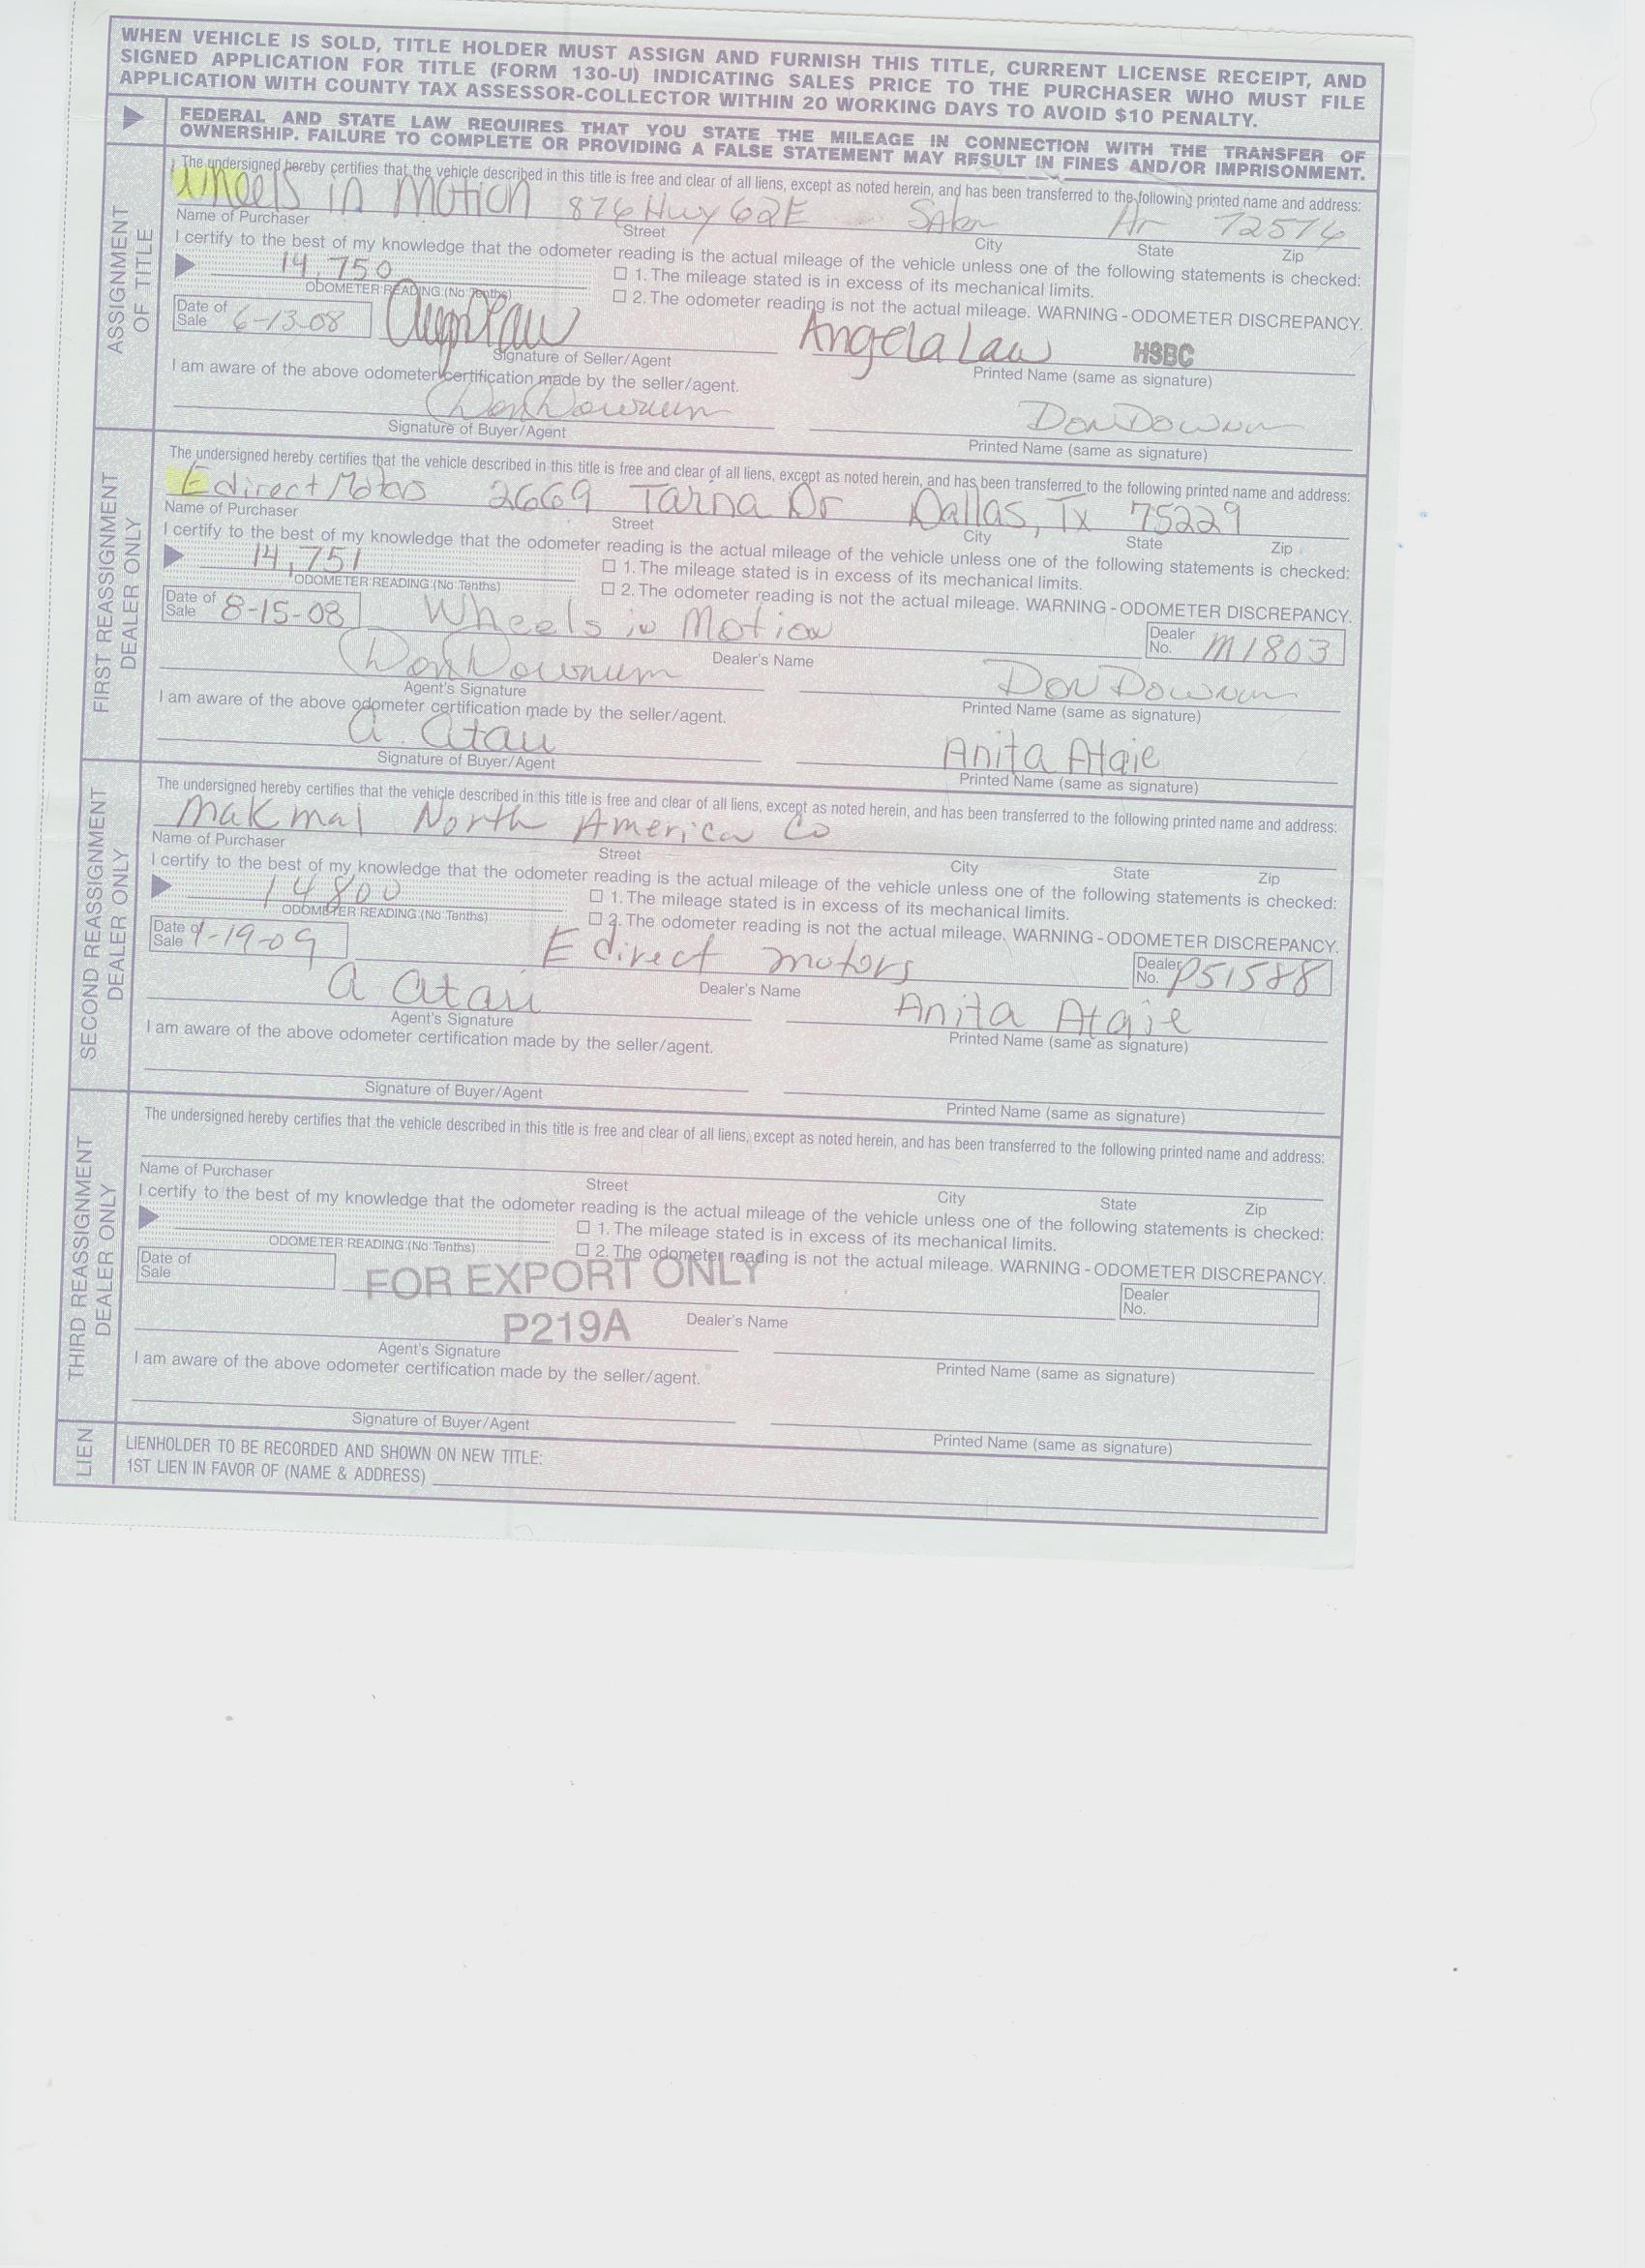 WHEN VEHICLE IS SOLD, TITLE HOLDER MUST ASSIGN AND FURNISH THIS TITLE, CURRENT LICENSE RECEIPT, AND
SIGNED APPLICATION FOR TITLE (FORM 130-U) INDICATING SALES PRICE TO THE PURCHASER WHO MUST FILE
APPLICATION WITH COUNTY TAX ASSESSOR-COLLECTOR WITHIN 20 WORKING DAYS TO AVOID $10 PENALTY.
FEDERAL AND STATE LAW REQUIRES THAT YOU STATE THE MILEAGE IN CONNECTION WITH THE TRANSFER OF
OWNERSHIP. FAILURE TO COMPLETE OR PROVIDING A FALSE STATEMENT MAY RESULT IN FINES AND/OR IMPRISONMENT.
ASSIGNMENT OF TITLE
The undersigned hereby certifies that the vehicle described in this title is free and clear of all liens, except as noted herein, and has been transferred to the following printed name and address:
Wheels in Motion 876 Hwy 62E Ar
Name of Purchaser Street City State Zip
I certify to the best of my knowledge that the odometer reading is the actual mileage of the vehicle unless one of the following statements is checked:
14,750 1. The mileage stated is in excess of its mechanical limits.
ODOMETER READING (No Tenths) 2. The odometer reading is not the actual mileage. WARNING - ODOMETER DISCREPANCY.
Date of Sale 6-13-08 Angela Law HSBC
Signature of Seller/Agent Printed Name (same as signature)
I am aware of the above odometer certification made by the seller/agent.
Don Downum Don Downum
Signature of Buyer/Agent Printed Name (same as signature)
FIRST REASSIGNMENT DEALER ONLY
The undersigned hereby certifies that the vehicle described in this title is free and clear of all liens, except as noted herein, and has been transferred to the following printed name and address:
E direct Motors 2669 Tarna Dr Dallas, Tx 75229
Name of Purchaser Street City State Zip
I certify to the best of my knowledge that the odometer reading is the actual mileage of the vehicle unless one of the following statements is checked:
14,751 1. The mileage stated is in excess of its mechanical limits.
ODOMETER READING (No Tenths) 2. The odometer reading is not the actual mileage. WARNING - ODOMETER DISCREPANCY.
Date of Sale 8-15-08 Wheels in Motion Dealer No. M1803
Dealer's Name
Don Downum Don Downum
Agent's Signature Printed Name (same as signature)
I am aware of the above odometer certification made by the seller/agent.
A. Anita Ataie
Signature of Buyer/Agent Printed Name (same as signature)
SECOND REASSIGNMENT DEALER ONLY
The undersigned hereby certifies that the vehicle described in this title is free and clear of all liens, except as noted herein, and has been transferred to the following printed name and address:
Makmal North America Co
Name of Purchaser Street City State Zip
I certify to the best of my knowledge that the odometer reading is the actual mileage of the vehicle unless one of the following statements is checked:
14800 1. The mileage stated is in excess of its mechanical limits.
ODOMETER READING (No Tenths) 2. The odometer reading is not the actual mileage. WARNING - ODOMETER DISCREPANCY.
Date of Sale 1-19-09 E direct motors Dealer No. P51588
Dealer's Name
A Anita Ataie
Agent's Signature Printed Name (same as signature)
I am aware of the above odometer certification made by the seller/agent.
Signature of Buyer/Agent Printed Name (same as signature)
THIRD REASSIGNMENT DEALER ONLY
The undersigned hereby certifies that the vehicle described in this title is free and clear of all liens, except as noted herein, and has been transferred to the following printed name and address:
Name of Purchaser Street City State Zip
I certify to the best of my knowledge that the odometer reading is the actual mileage of the vehicle unless one of the following statements is checked:
1. The mileage stated is in excess of its mechanical limits.
ODOMETER READING (No Tenths) 2. The odometer reading is not the actual mileage. WARNING - ODOMETER DISCREPANCY.
Date of Sale FOR EXPORT ONLY Dealer No.
P219A Dealer's Name
Agent's Signature Printed Name (same as signature)
I am aware of the above odometer certification made by the seller/agent.
Signature of Buyer/Agent Printed Name (same as signature)
LIEN
LIENHOLDER TO BE RECORDED AND SHOWN ON NEW TITLE:
1ST LIEN IN FAVOR OF (NAME & ADDRESS)